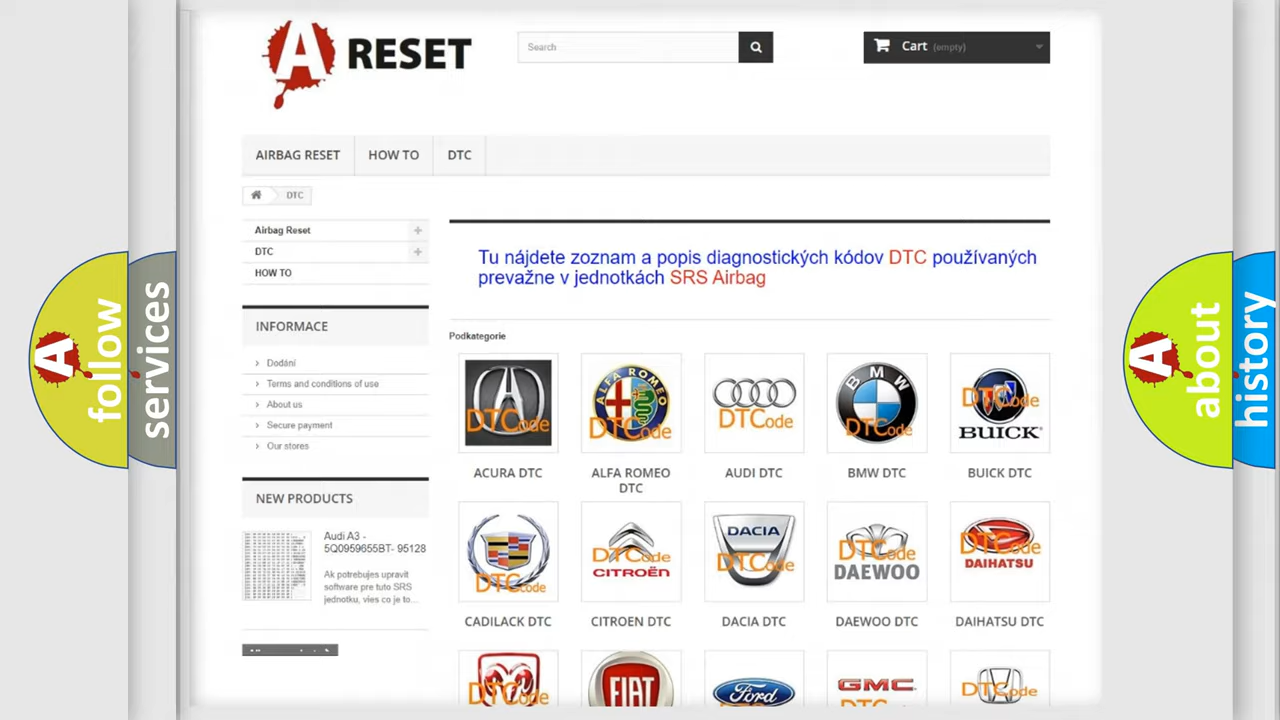 A RESET
Search
Cart (empty)
AIRBAG RESET
HOW TO
DTC
DTC
Airbag Reset
DTC
HOW TO
Tu nájdete zoznam a popis diagnostických kódov DTC používaných
prevažne v jednotkách SRS Airbag
INFORMACE
Dodání
Terms and conditions of use
About us
Secure payment
Our stores
NEW PRODUCTS
Audi A3 -
5Q0959655BT- 95128
Ak potrebujes upravit
software pre tuto SRS
jednotku, vies co je to...
Podkategorie
DTCode
ALFA ROMEO
DTCode
DTCode
BMW
DTCode
DTCode
BUICK
ACURA DTC
ALFA ROMEO
DTC
AUDI DTC
BMW DTC
BUICK DTC
DTCode
DTCode
CITROËN
DACIA
DTCode
DTCode
DAEWOO
DTCode
DAIHATSU
CADILACK DTC
CITROEN DTC
DACIA DTC
DAEWOO DTC
DAIHATSU DTC
DTCode
FIAT
Ford
GMC
DTCode
A follow
services
A about
history